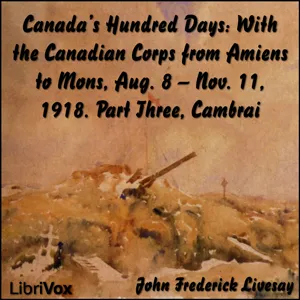 Canada's Hundred Days: With
the Canadian Corps from Amiens
to Mons, Aug. 8 – Nov. 11,
1918. Part Three, Cambrai
LibriVox
John Frederick Livesay